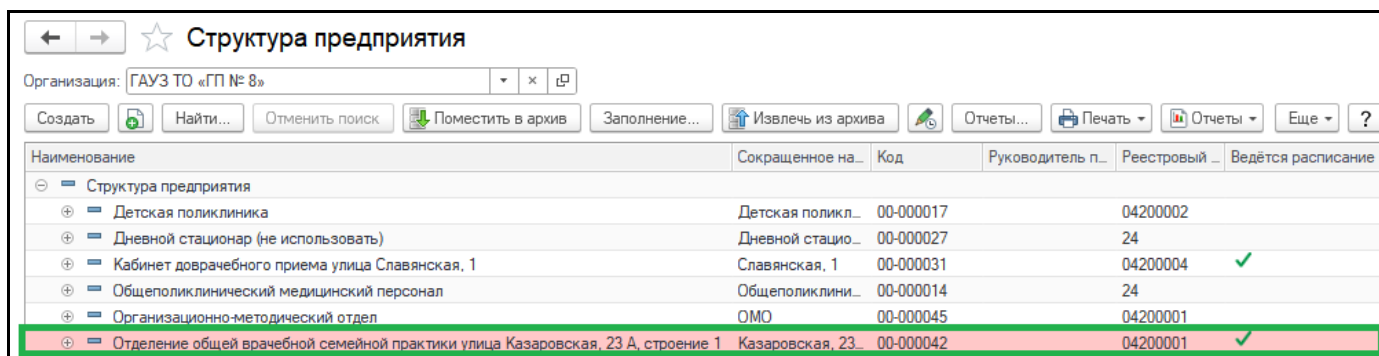 Структура предприятия
Организация: ГАУЗ ТО «ГП № 8»
Создать Найти... Отменить поиск Поместить в архив Заполнение... Извлечь из архива Отчеты... Печать Отчеты Еще ?
Наименование Сокращенное на... Код Руководитель п... Реестровый ... Ведётся расписание
Структура предприятия
Детская поликлиника Детская поликл... 00-000017 04200002
Дневной стационар (не использовать) Дневной стацио... 00-000027 24
Кабинет доврачебного приема улица Славянская, 1 Славянская, 1 00-000031 04200004
Общеполиклинический медицинский персонал Общеполиклини... 00-000014 24
Организационно-методический отдел ОМО 00-000045 04200001
Отделение общей врачебной семейной практики улица Казаровская, 23 А, строение 1 Казаровская, 23... 00-000042 04200001